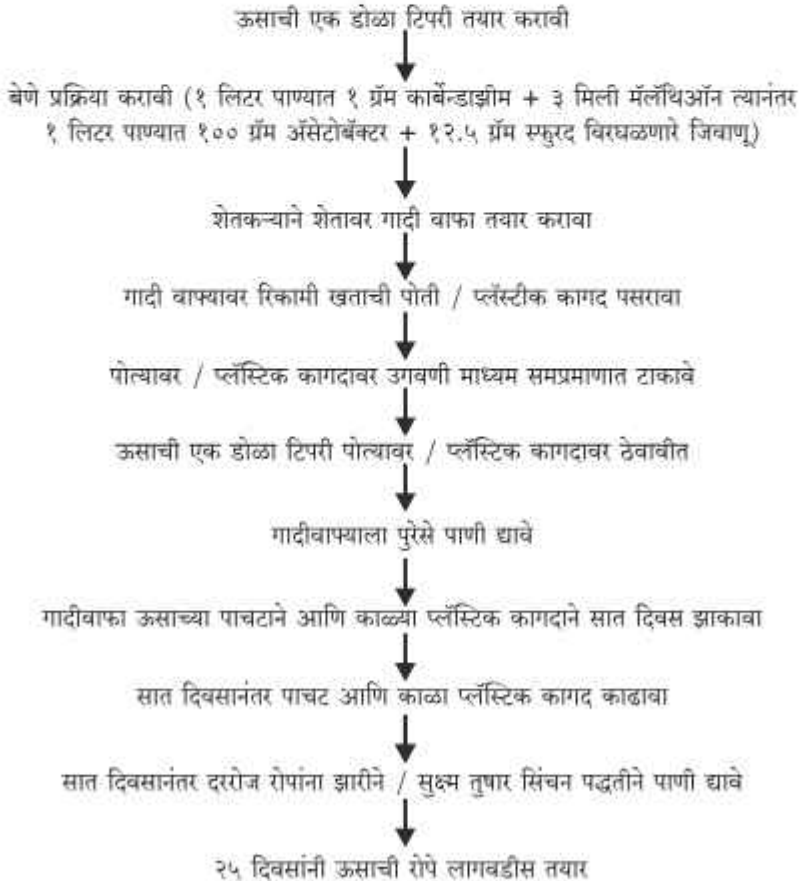 ऊसाची एक डोळा टिपरी तयार करावी
बेणे प्रक्रिया करावी (१ लिटर पाण्यात १ ग्रॅम कार्बेन्डाझीम + ३ मिली मॅलॅथिऑन त्यानंतर
१ लिटर पाण्यात १०० ग्रॅम ॲसेटोबॅक्टर + १२.५ ग्रॅम स्फुरद विरघळणारे जिवाणू)
शेतकऱ्याने शेतावर गादी वाफा तयार करावा
गादी वाफ्यावर रिकामी खताची पोती / प्लॅस्टीक कागद पसरावा
पोत्यावर / प्लॅस्टिक कागदावर उगवणी माध्यम समप्रमाणात टाकावे
ऊसाची एक डोळा टिपरी पोत्यावर / प्लॅस्टिक कागदावर ठेवावीत
गादीवाफ्याला पुरेसे पाणी द्यावे
गादीवाफा ऊसाच्या पाचटाने आणि काळ्या प्लॅस्टिक कागदाने सात दिवस झाकावा
सात दिवसानंतर पाचट आणि काळा प्लॅस्टिक कागद काढावा
सात दिवसानंतर दररोज रोपांना झारीने / सुक्ष्म तुषार सिंचन पद्धतीने पाणी द्यावे
२५ दिवसांनी ऊसाची रोपे लागवडीस तयार